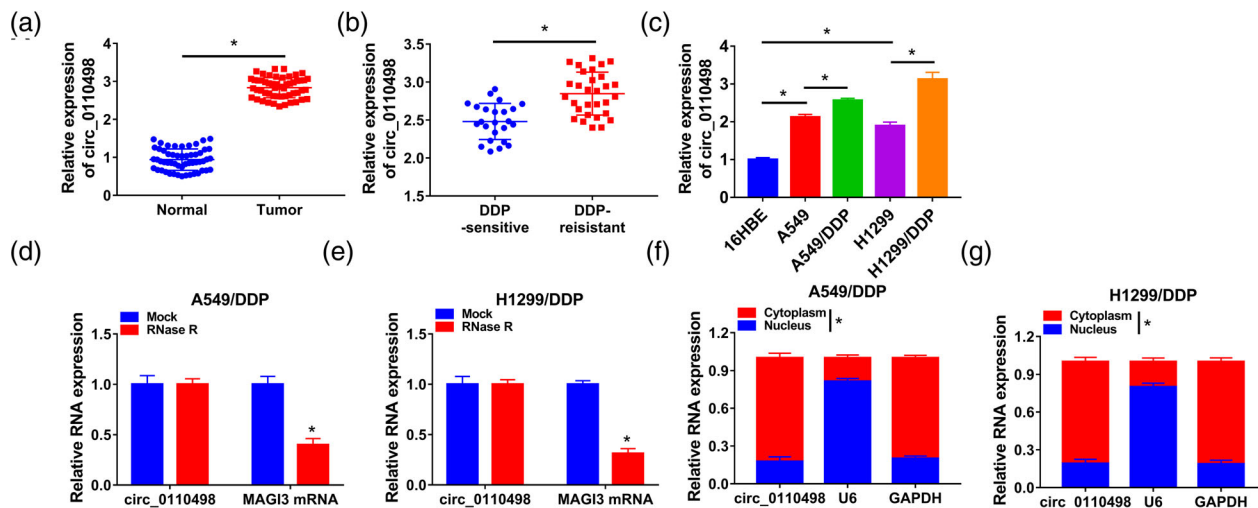 (a)
Relative expression
of circ_0110498
4
3
2
1
0
*
Normal
Tumor
(b)
Relative expression
of circ_0110498
3.5
3.0
2.5
2.0
1.5
*
DDP
-sensitive
DDP-
reisistant
(c)
Relative expression
of circ_0110498
4
3
2
1
0
*
*
*
*
16HBE
A549
A549/DDP
H1299
H1299/DDP
(d)
A549/DDP
Mock
RNase R
Relative RNA expression
1.5
1.0
0.5
0.0
*
circ_0110498
MAGI3 mRNA
(e)
H1299/DDP
Mock
RNase R
Relative RNA expression
1.5
1.0
0.5
0.0
*
circ_0110498
MAGI3 mRNA
(f)
A549/DDP
Cytoplasm
Nucleus
*
Relative RNA expression
1.2
0.9
0.6
0.3
0.0
circ_0110498
U6
GAPDH
(g)
H1299/DDP
Cytoplasm
Nucleus
*
Relative RNA expression
1.2
0.9
0.6
0.3
0.0
circ_0110498
U6
GAPDH